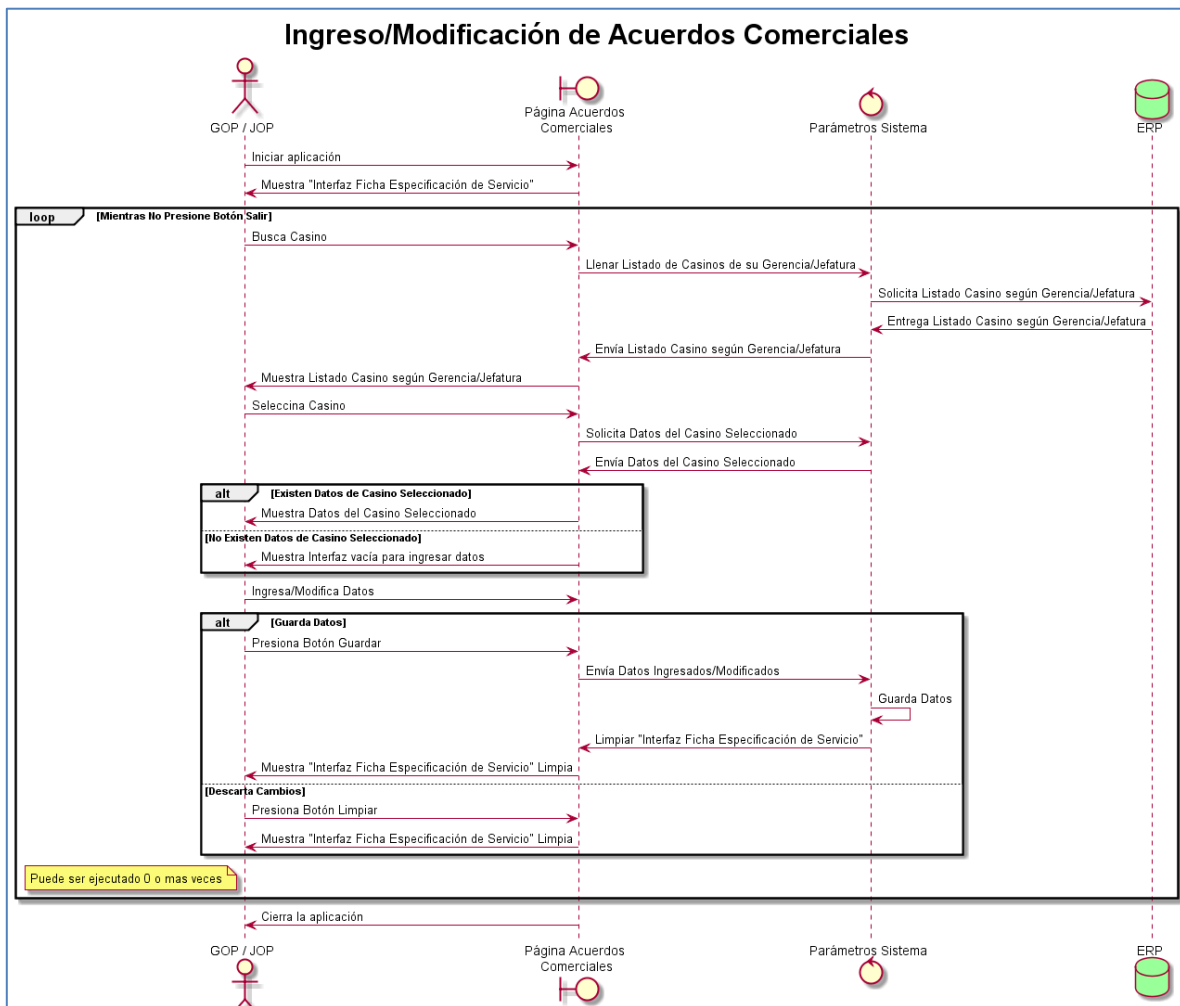 Ingreso/Modificación de Acuerdos Comerciales
GOP / JOP
Página Acuerdos
Comerciales
Parámetros Sistema
ERP
Iniciar aplicación
Muestra "Interfaz Ficha Especificación de Servicio"
loop [Mientras No Presione Botón Salir]
Busca Casino
Llenar Listado de Casinos de su Gerencia/Jefatura
Solicita Listado Casino según Gerencia/Jefatura
Entrega Listado Casino según Gerencia/Jefatura
Envía Listado Casino según Gerencia/Jefatura
Muestra Listado Casino según Gerencia/Jefatura
Seleccina Casino
Solicita Datos del Casino Seleccionado
Envía Datos del Casino Seleccionado
alt [Existen Datos de Casino Seleccionado]
Muestra Datos del Casino Seleccionado
[No Existen Datos de Casino Seleccionado]
Muestra Interfaz vacía para ingresar datos
Ingresa/Modifica Datos
alt [Guarda Datos]
Presiona Botón Guardar
Envía Datos Ingresados/Modificados
Guarda Datos
Limpiar "Interfaz Ficha Especificación de Servicio"
Muestra "Interfaz Ficha Especificación de Servicio" Limpia
[Descarta Cambios]
Presiona Botón Limpiar
Muestra "Interfaz Ficha Especificación de Servicio" Limpia
Puede ser ejecutado 0 o mas veces
Cierra la aplicación
GOP / JOP
Página Acuerdos
Comerciales
Parámetros Sistema
ERP